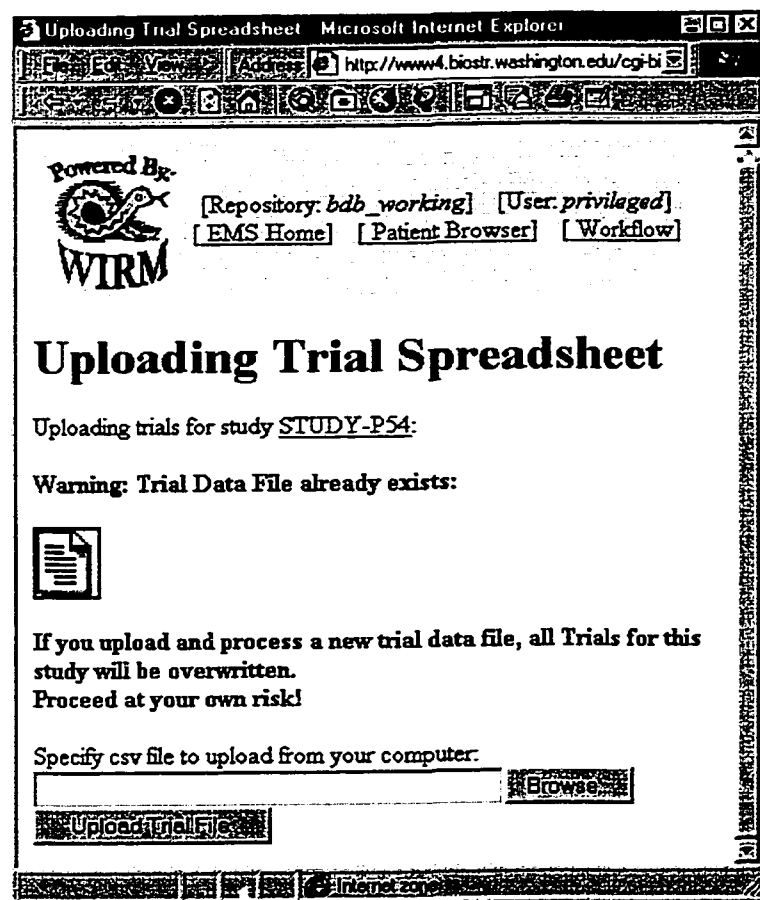 Uploading Trial Spreadsheet Microsoft Internet Explorer
File Edit View Address http://www4.biostr.washington.edu/cgi-bi
Powered By:
WIRM
[Repository: bdb_working] [User: privileged]
[ EMS Home] [ Patient Browser] [ Workflow]
Uploading Trial Spreadsheet
Uploading trials for study STUDY-P54:
Warning: Trial Data File already exists:
If you upload and process a new trial data file, all Trials for this
study will be overwritten.
Proceed at your own risk!
Specify csv file to upload from your computer:
Browse...
Upload Trial File
Internet zone